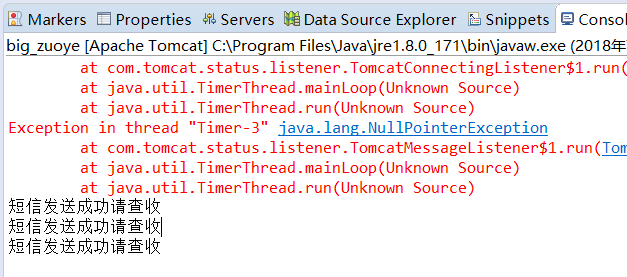 Markers Properties Servers Data Source Explorer Snippets Conso
big_zuoye [Apache Tomcat] C:\Program Files\Java\jre1.8.0_171\bin\javaw.exe (2018年
at com.tomcat.status.listener.TomcatConnectingListener$1.run(
at java.util.TimerThread.mainLoop(Unknown Source)
at java.util.TimerThread.run(Unknown Source)
Exception in thread "Timer-3" java.lang.NullPointerException
at com.tomcat.status.listener.TomcatMessageListener$1.run(Tom
at java.util.TimerThread.mainLoop(Unknown Source)
at java.util.TimerThread.run(Unknown Source)
短信发送成功请查收
短信发送成功请查收
短信发送成功请查收